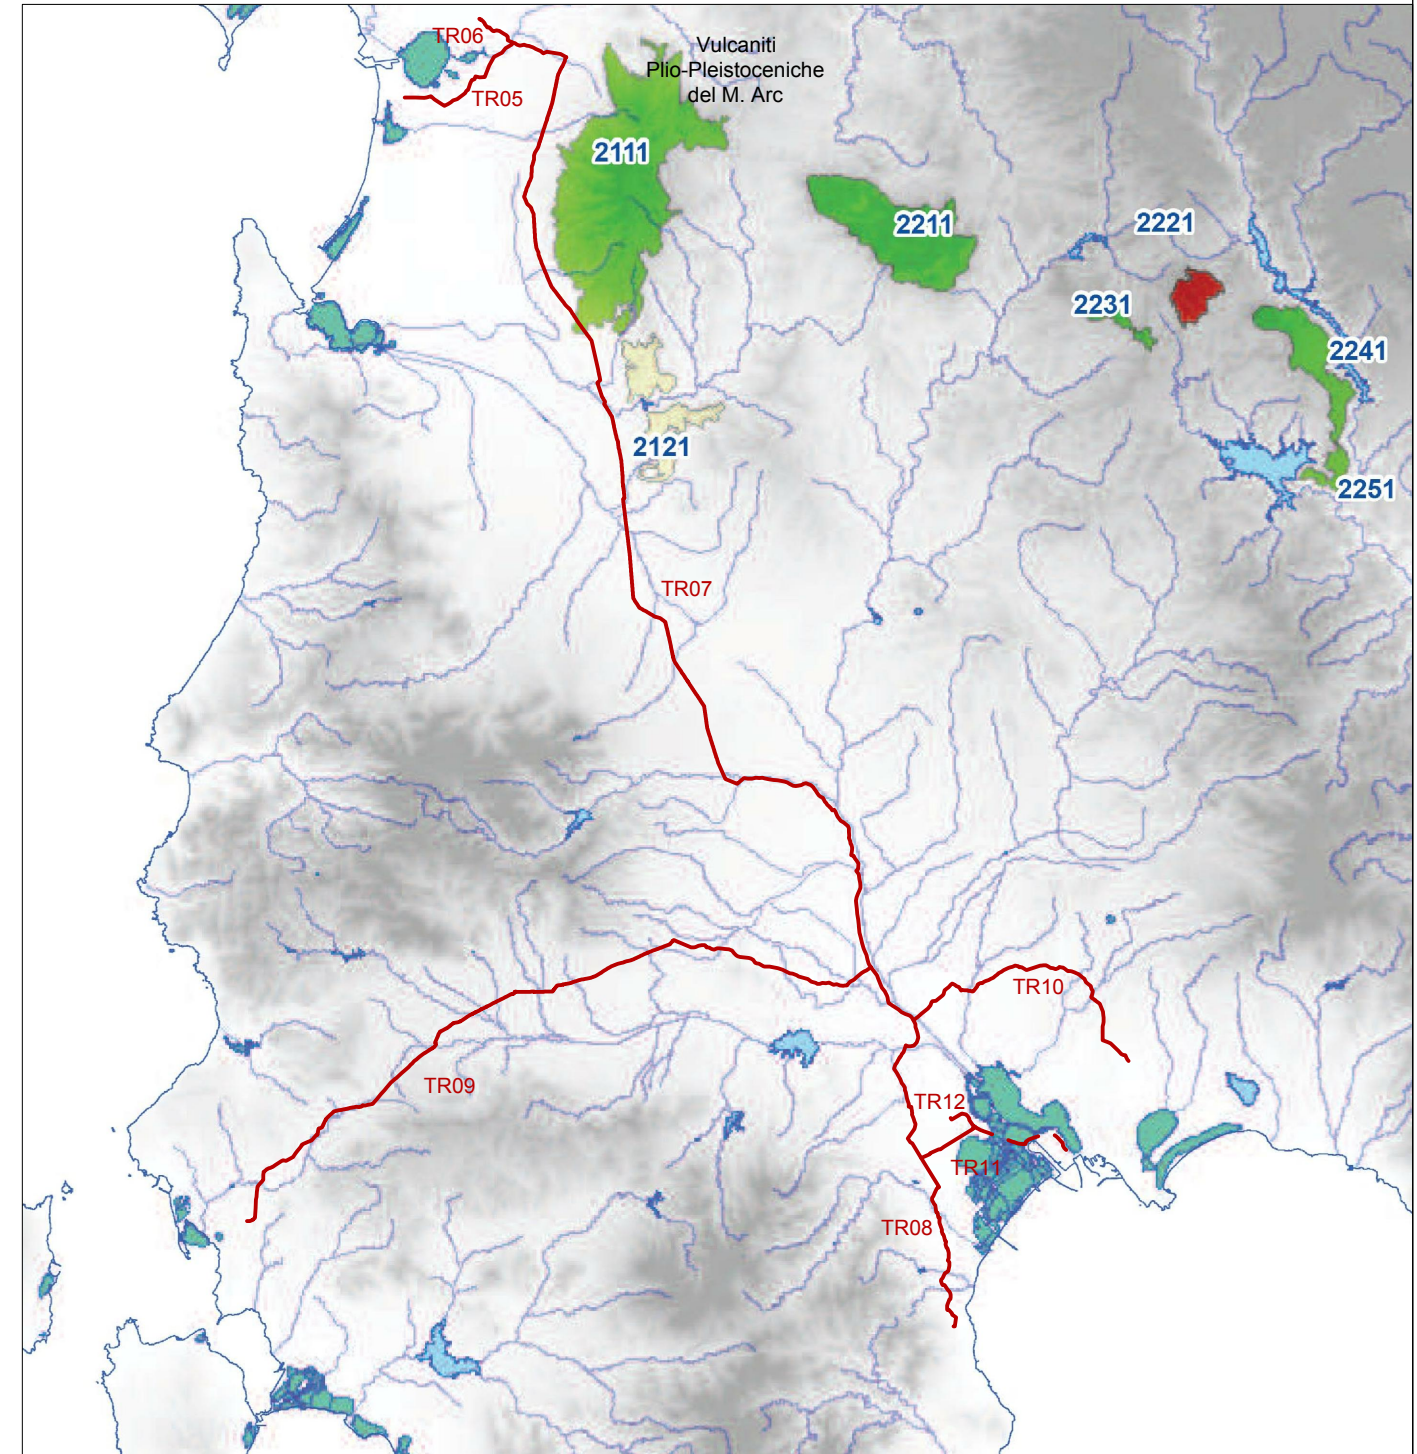 TR06
Vulcaniti
Plio-Pleistoceniche
del M. Arc
TR05
2111
2211
2221
2231
2241
2121
2251
TR07
TR10
TR09
TR12
TR11
TR08